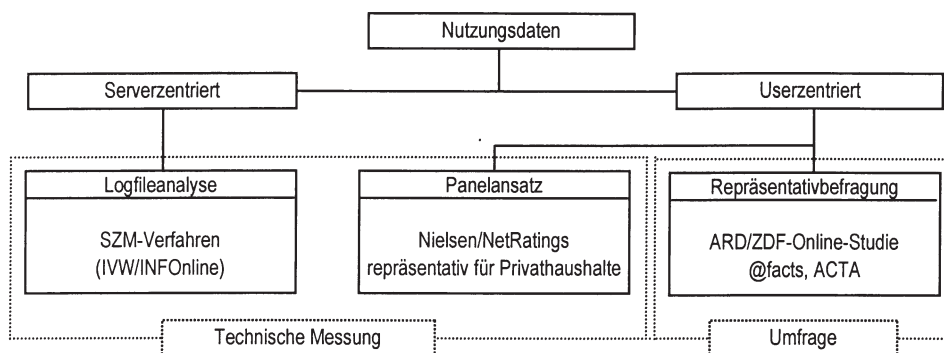 Nutzungsdaten
Serverzentriert
Userzentriert
Logfileanalyse
SZM-Verfahren
(IVW/INFOnline)
Panelansatz
Nielsen/NetRatings
repräsentativ für Privathaushalte
Repräsentativbefragung
ARD/ZDF-Online-Studie
@facts, ACTA
Technische Messung
Umfrage